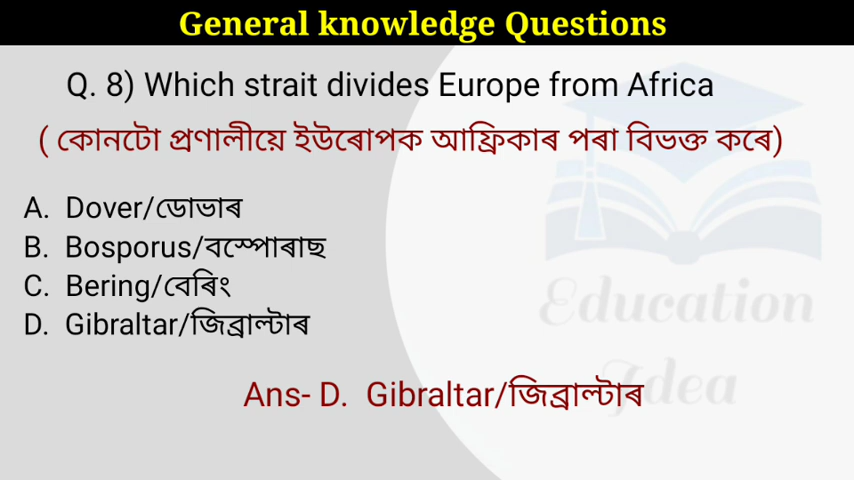 General knowledge Questions
Q. 8) Which strait divides Europe from Africa
( কোনটো প্ৰণালীয়ে ইউৰোপক আফ্ৰিকাৰ পৰা বিভক্ত কৰে)
A. Dover/ডোভাৰ
B. Bosporus/বস্পোৰাছ
C. Bering/বেৰিং
D. Gibraltar/জিব্ৰাল্টাৰ
Education
Idea
Ans- D. Gibraltar/জিব্ৰাল্টাৰ